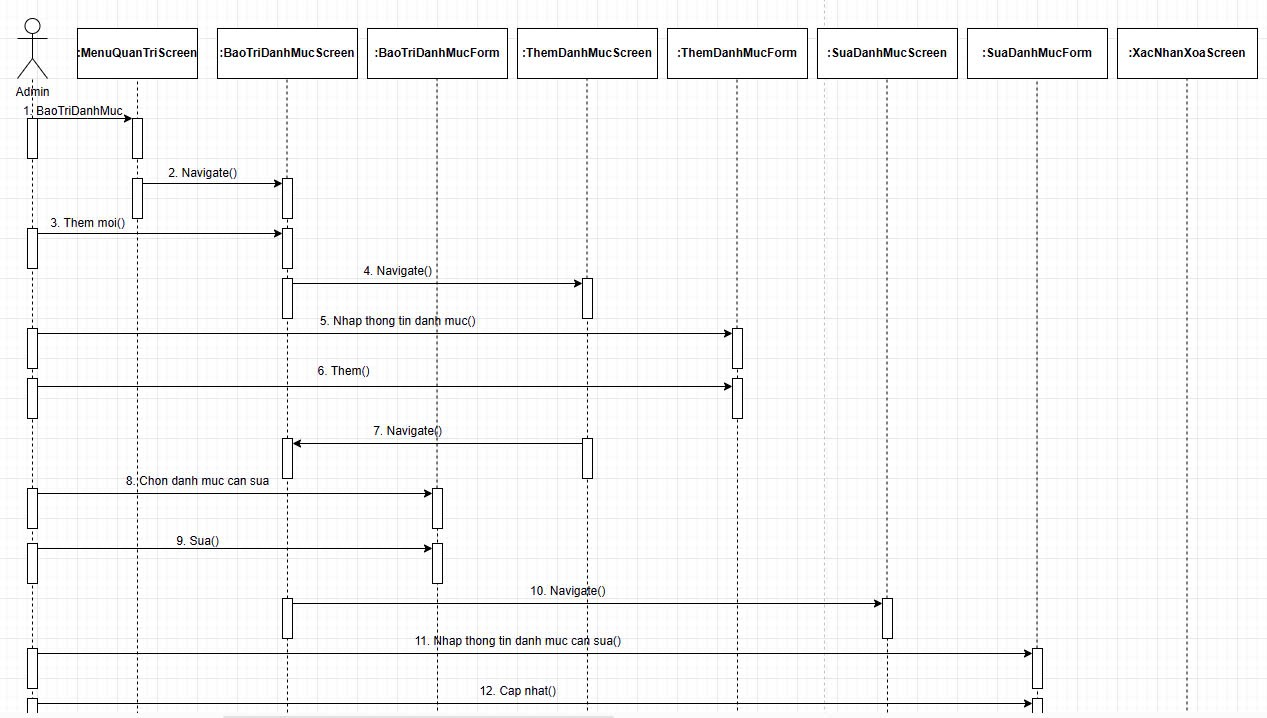 :MenuQuanTriScreen
:BaoTriDanhMucScreen
:BaoTriDanhMucForm
:ThemDanhMucScreen
:ThemDanhMucForm
:SuaDanhMucScreen
:SuaDanhMucForm
:XacNhanXoaScreen
Admin
1. BaoTriDanhMuc
2. Navigate()
3. Them moi()
4. Navigate()
5. Nhap thong tin danh muc()
6. Them()
7. Navigate()
8. Chon danh muc can sua
9. Sua()
10. Navigate()
11. Nhap thong tin danh muc can sua()
12. Cap nhat()